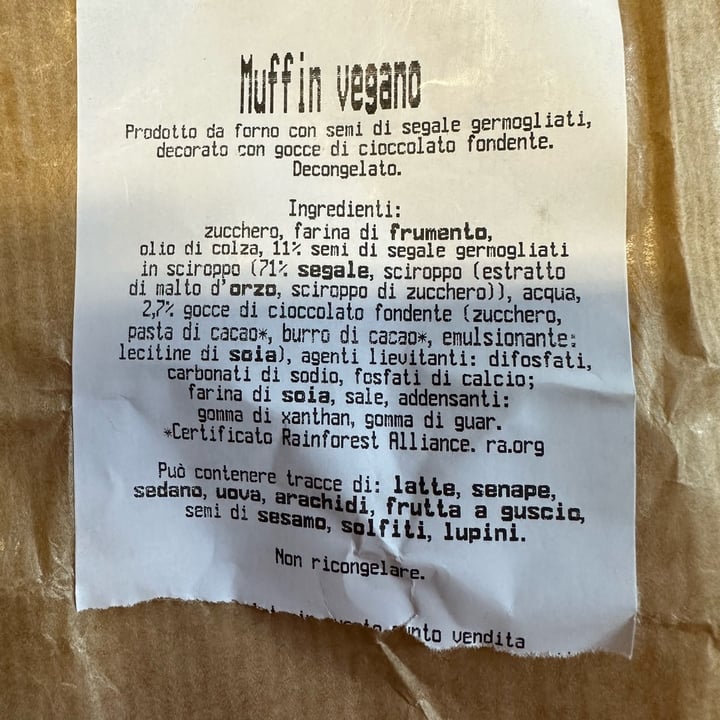 Muffin vegano
Prodotto da forno con semi di segale germogliati,
decorato con gocce di cioccolato fondente.
Decongelato.
Ingredienti:
zucchero, farina di frumento,
olio di colza, 11% semi di segale germogliati
in sciroppo (71% segale, sciroppo (estratto
di malto d'orzo, sciroppo di zucchero)), acqua,
2,7% gocce di cioccolato fondente (zucchero,
pasta di cacao*, burro di cacao*, emulsionante:
lecitine di soia), agenti lievitanti: difosfati,
carbonati di sodio, fosfati di calcio;
farina di soia, sale, addensanti:
gomma di xanthan, gomma di guar.
*Certificato Rainforest Alliance. ra.org
Può contenere tracce di: latte, senape,
sedano, uova, arachidi, frutta a guscio,
semi di sesamo, solfiti, lupini.
Non ricongelare.
punto vendita